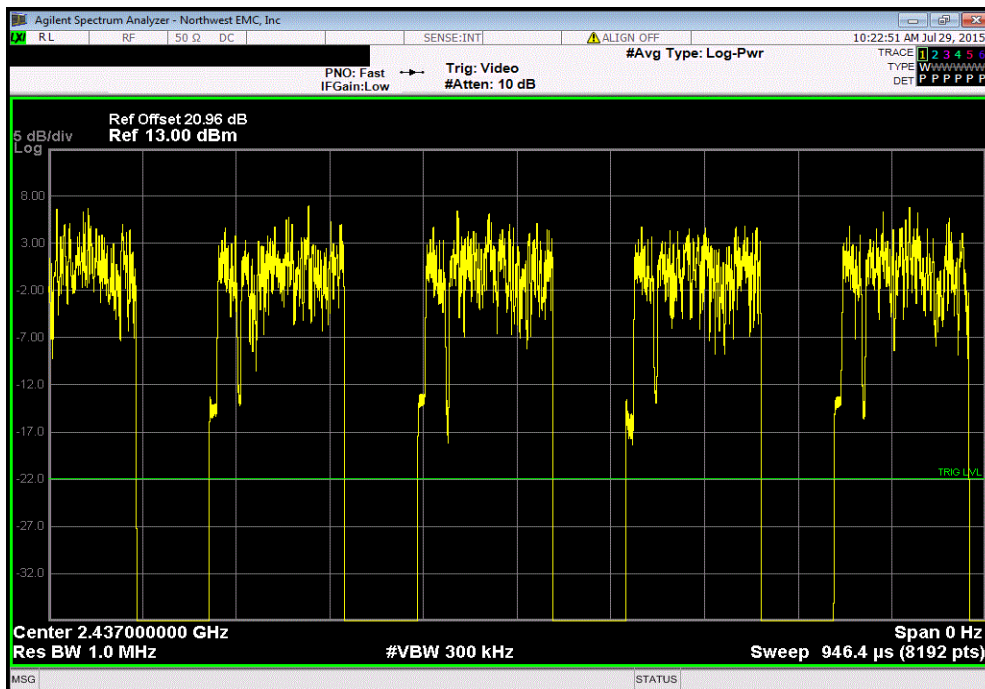 Agilent Spectrum Analyzer - Northwest EMC, Inc
LXI RL RF 50 Ω DC SENSE:INT ALIGN OFF 10:22:51 AM Jul 29, 2015
#Avg Type: Log-Pwr
TRACE 1 2 3 4 5 6
PNO: Fast Trig: Video
TYPE WWWWWW
IFGain:Low #Atten: 10 dB
DET P P P P P P
Ref Offset 20.96 dB
5 dB/div Ref 13.00 dBm
Log
8.00
3.00
-2.00
-7.00
-12.0
-17.0
TRIG LVL
-22.0
-27.0
-32.0
Center 2.437000000 GHz Span 0 Hz
Res BW 1.0 MHz #VBW 300 kHz Sweep 946.4 µs (8192 pts)
MSG STATUS